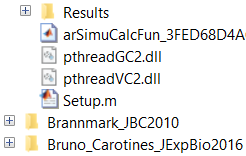 Results
arSimuCalcFun_3FED68D4A
pthreadGC2.dll
pthreadVC2.dll
Setup.m
Brannmark_JBC2010
Bruno_Carotines_JExpBio2016